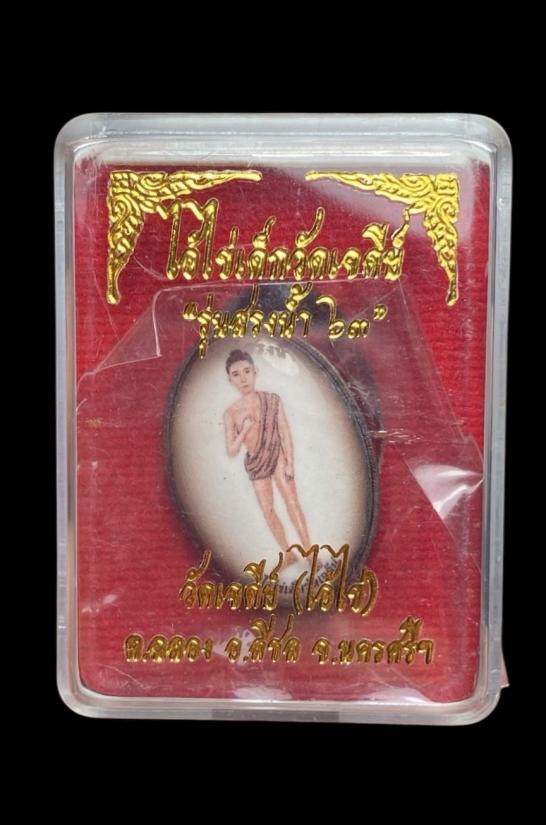 ไอ้ไข่เด็กวัดเจดีย์
"รุ่นสรงน้ำ ๖๓"
วัดเจดีย์ (ไอ้ไข่)
ต.ฉลอง อ.สิชล จ.นครศรีฯ